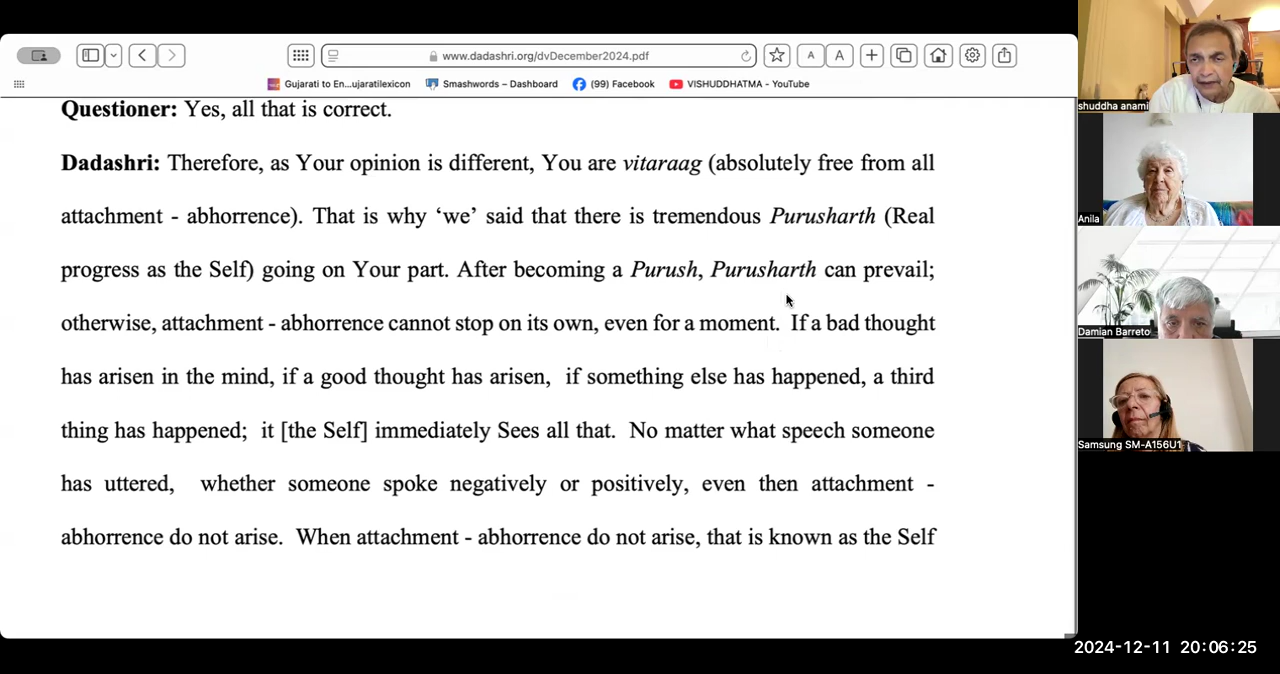 www.dadashri.org/dvDecember2024.pdf
A A
Gujarati to En...ujaratilexicon Smashwords – Dashboard (99) Facebook VISHUDDHATMA - YouTube
Questioner: Yes, all that is correct.
Dadashri: Therefore, as Your opinion is different, You are vitaraag (absolutely free from all
attachment - abhorrence). That is why ‘we’ said that there is tremendous Purusharth (Real
progress as the Self) going on Your part. After becoming a Purush, Purusharth can prevail;
otherwise, attachment - abhorrence cannot stop on its own, even for a moment. If a bad thought
has arisen in the mind, if a good thought has arisen, if something else has happened, a third
thing has happened; it [the Self] immediately Sees all that. No matter what speech someone
has uttered, whether someone spoke negatively or positively, even then attachment -
abhorrence do not arise. When attachment - abhorrence do not arise, that is known as the Self
shuddha anami
Anila
Damian Barreto
Samsung SM-A156U1
2024-12-11 20:06:25